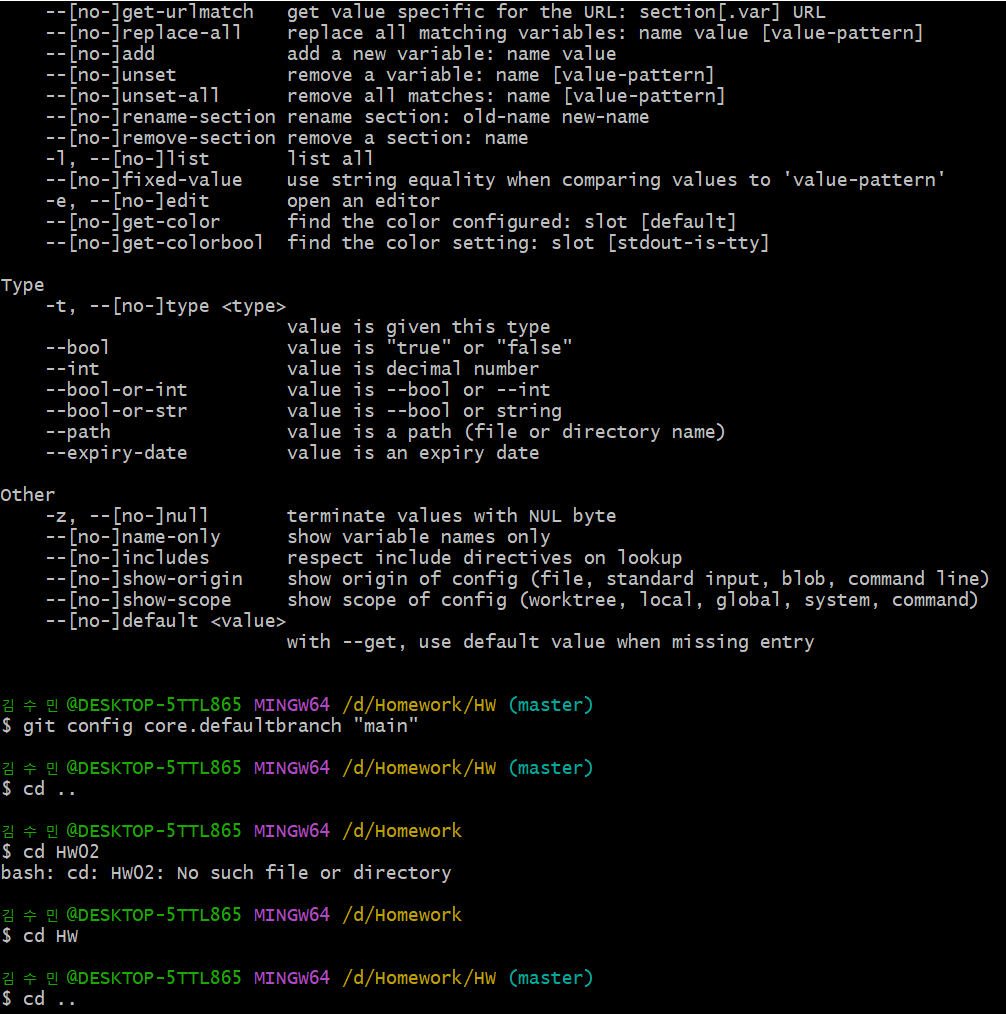 --[no-]get-urlmatch   get value specific for the URL: section[.var] URL
--[no-]replace-all    replace all matching variables: name value [value-pattern]
--[no-]add            add a new variable: name value
--[no-]unset          remove a variable: name [value-pattern]
--[no-]unset-all      remove all matches: name [value-pattern]
--[no-]rename-section rename section: old-name new-name
--[no-]remove-section remove a section: name
-l, --[no-]list       list all
--[no-]fixed-value    use string equality when comparing values to 'value-pattern'
-e, --[no-]edit       open an editor
--[no-]get-color      find the color configured: slot [default]
--[no-]get-colorbool  find the color setting: slot [stdout-is-tty]
Type
-t, --[no-]type <type>
value is given this type
--bool                value is "true" or "false"
--int                 value is decimal number
--bool-or-int         value is --bool or --int
--bool-or-str         value is --bool or string
--path                value is a path (file or directory name)
--expiry-date         value is an expiry date
Other
-z, --[no-]null       terminate values with NUL byte
--[no-]name-only      show variable names only
--[no-]includes       respect include directives on lookup
--[no-]show-origin    show origin of config (file, standard input, blob, command line)
--[no-]show-scope     show scope of config (worktree, local, global, system, command)
--[no-]default <value>
with --get, use default value when missing entry
김수민@DESKTOP-5TTL865 MINGW64 /d/Homework/HW (master)
$ git config core.defaultbranch "main"
김수민@DESKTOP-5TTL865 MINGW64 /d/Homework/HW (master)
$ cd ..
김수민@DESKTOP-5TTL865 MINGW64 /d/Homework
$ cd HW02
bash: cd: HW02: No such file or directory
김수민@DESKTOP-5TTL865 MINGW64 /d/Homework
$ cd HW
김수민@DESKTOP-5TTL865 MINGW64 /d/Homework/HW (master)
$ cd ..